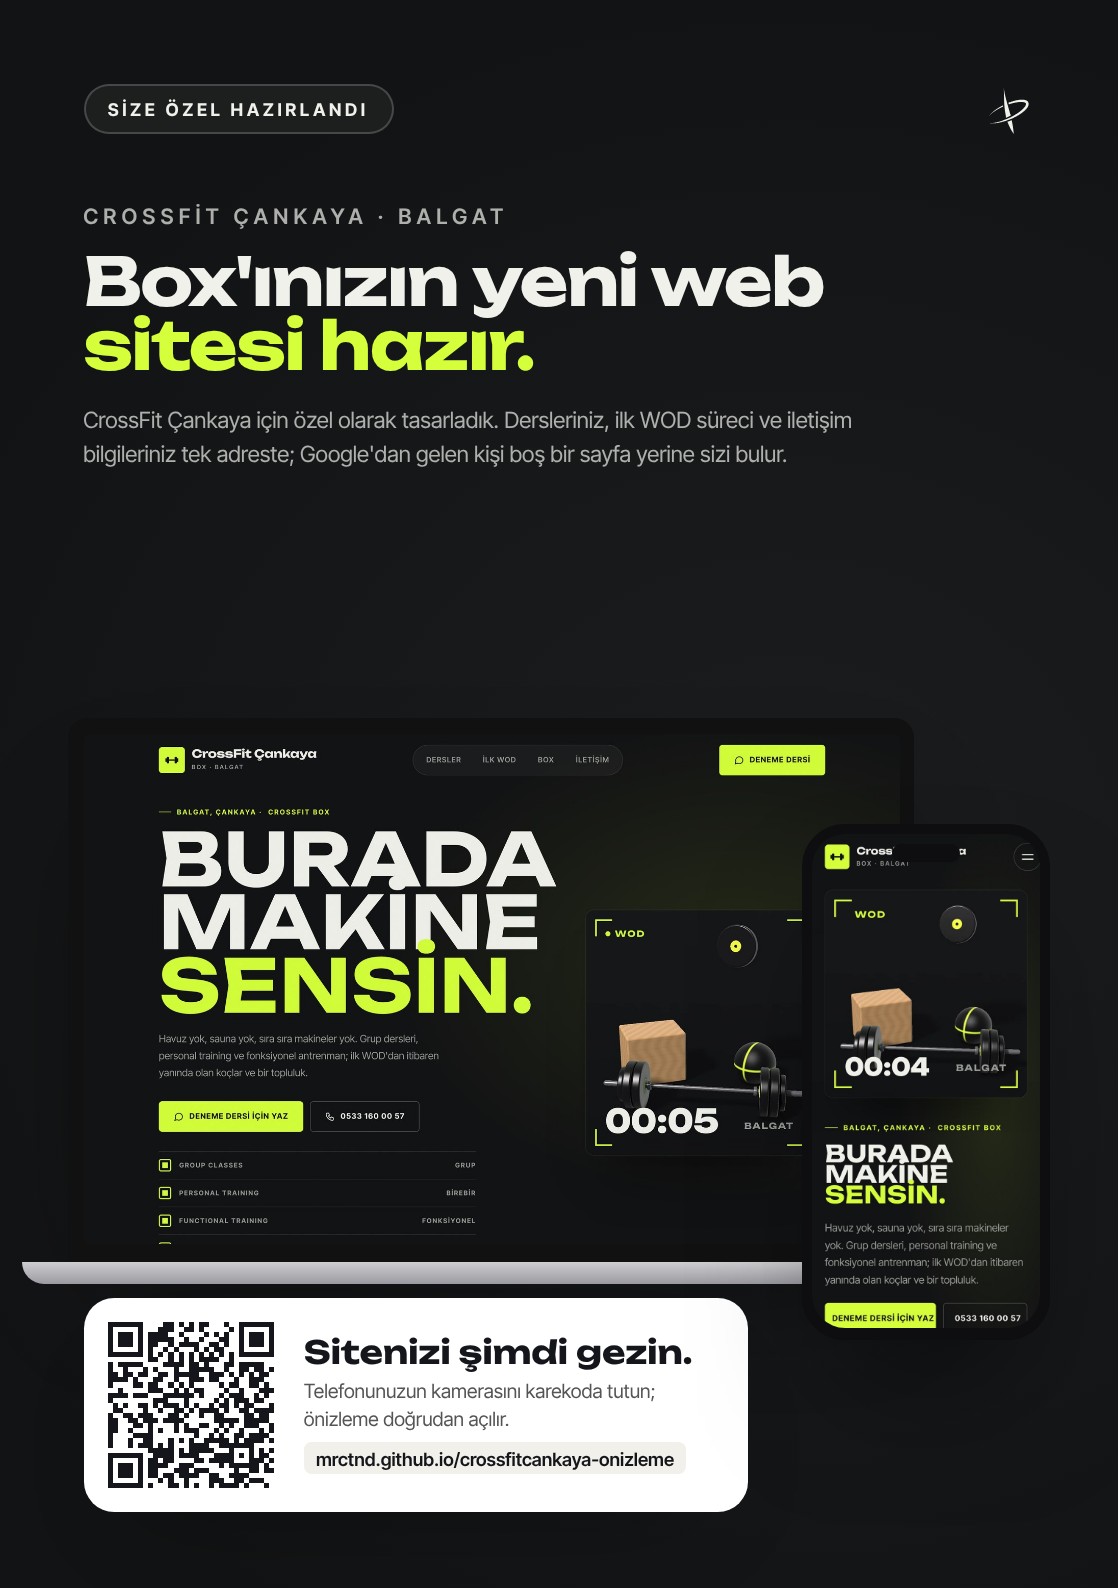 SİZE ÖZEL HAZIRLANDI
CROSSFİT ÇANKAYA · BALGAT
Box'ınızın yeni web
sitesi hazır.
CrossFit Çankaya için özel olarak tasarladık. Dersleriniz, ilk WOD süreci ve iletişim
bilgileriniz tek adreste; Google'dan gelen kişi boş bir sayfa yerine sizi bulur.
CrossFit Çankaya
BOX · BALGAT
DERSLER İLK WOD BOX İLETİŞİM
DENEME DERSİ
BALGAT, ÇANKAYA · CROSSFIT BOX
BURADA
MAKİNE
SENSİN.
Havuz yok, sauna yok, sıra sıra makineler yok. Grup dersleri,
personal training ve fonksiyonel antrenman; ilk WOD'dan itibaren
yanında olan koçlar ve bir topluluk.
DENEME DERSİ İÇİN YAZ
0533 160 00 57
GROUP CLASSES GRUP
PERSONAL TRAINING BİREBİR
FUNCTIONAL TRAINING FONKSİYONEL
WOD
00:05
BALGAT
Cross
BOX · BALGAT
WOD
00:04
BALGAT
BALGAT, ÇANKAYA · CROSSFIT BOX
BURADA
MAKİNE
SENSİN.
Havuz yok, sauna yok, sıra sıra makineler
yok. Grup dersleri, personal training ve
fonksiyonel antrenman; ilk WOD'dan itibaren
yanında olan koçlar ve bir topluluk.
DENEME DERSİ İÇİN YAZ
0533 160 00 57
Sitenizi şimdi gezin.
Telefonunuzun kamerasını karekoda tutun;
önizleme doğrudan açılır.
mrctnd.github.io/crossfitcankaya-onizleme